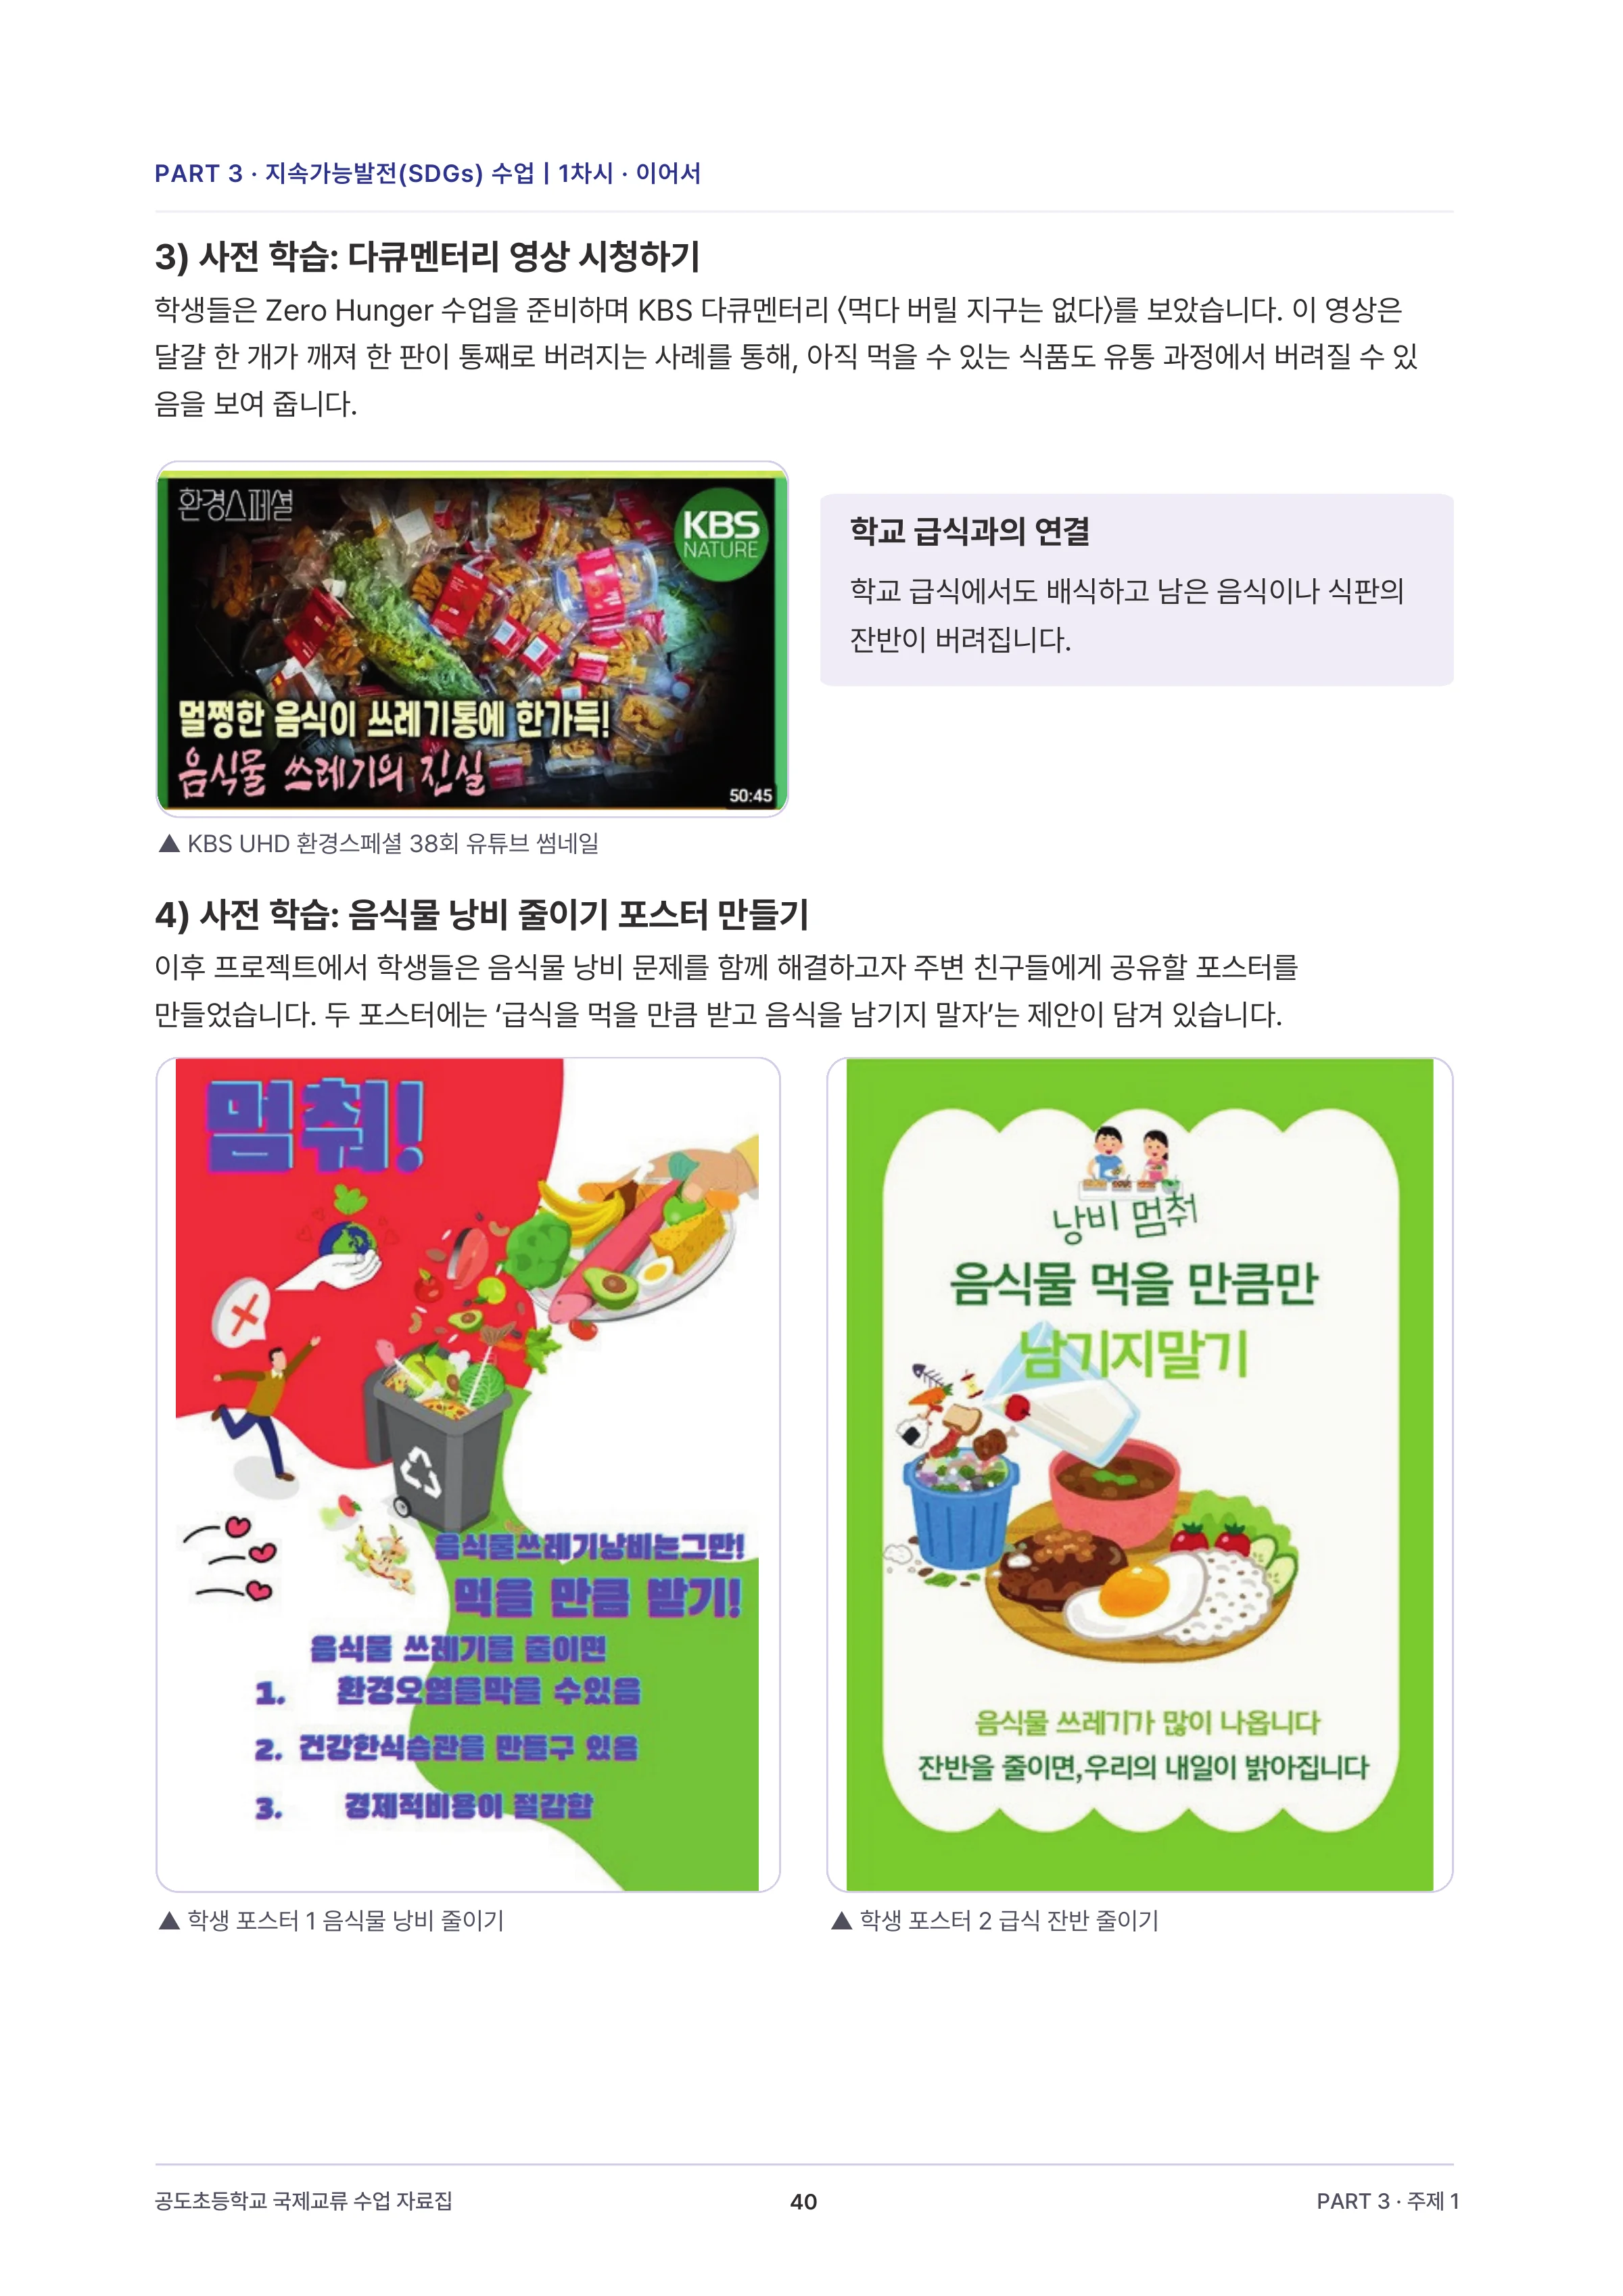 PART 3 · 지속가능발전(SDGs) 수업 | 1차시 · 이어서
3) 사전 학습: 다큐멘터리 영상 시청하기
학생들은 Zero Hunger 수업을 준비하며 KBS 다큐멘터리 〈먹다 버릴 지구는 없다〉를 보았습니다. 이 영상은
달걀 한 개가 깨져 한 판이 통째로 버려지는 사례를 통해, 아직 먹을 수 있는 식품도 유통 과정에서 버려질 수 있
음을 보여 줍니다.
환경스페셜
KBS
NATURE
멀쩡한 음식이 쓰레기통에 한가득!
음식물 쓰레기의 진실
50:45
▲ KBS UHD 환경스페셜 38회 유튜브 썸네일
학교 급식과의 연결
학교 급식에서도 배식하고 남은 음식이나 식판의
잔반이 버려집니다.
4) 사전 학습: 음식물 낭비 줄이기 포스터 만들기
이후 프로젝트에서 학생들은 음식물 낭비 문제를 함께 해결하고자 주변 친구들에게 공유할 포스터를
만들었습니다. 두 포스터에는 ‘급식을 먹을 만큼 받고 음식을 남기지 말자’는 제안이 담겨 있습니다.
멈춰!
음식물쓰레기낭비는그만!
먹을 만큼 받기!
음식물 쓰레기를 줄이면
1. 환경오염을막을 수있음
2. 건강한식습관을 만들구 있음
3. 경제적비용이 절감함
▲ 학생 포스터 1 음식물 낭비 줄이기
낭비 멈춰
음식물 먹을 만큼만
남기지말기
음식물 쓰레기가 많이 나옵니다
잔반을 줄이면,우리의 내일이 밝아집니다
▲ 학생 포스터 2 급식 잔반 줄이기
공도초등학교 국제교류 수업 자료집
40
PART 3 · 주제 1